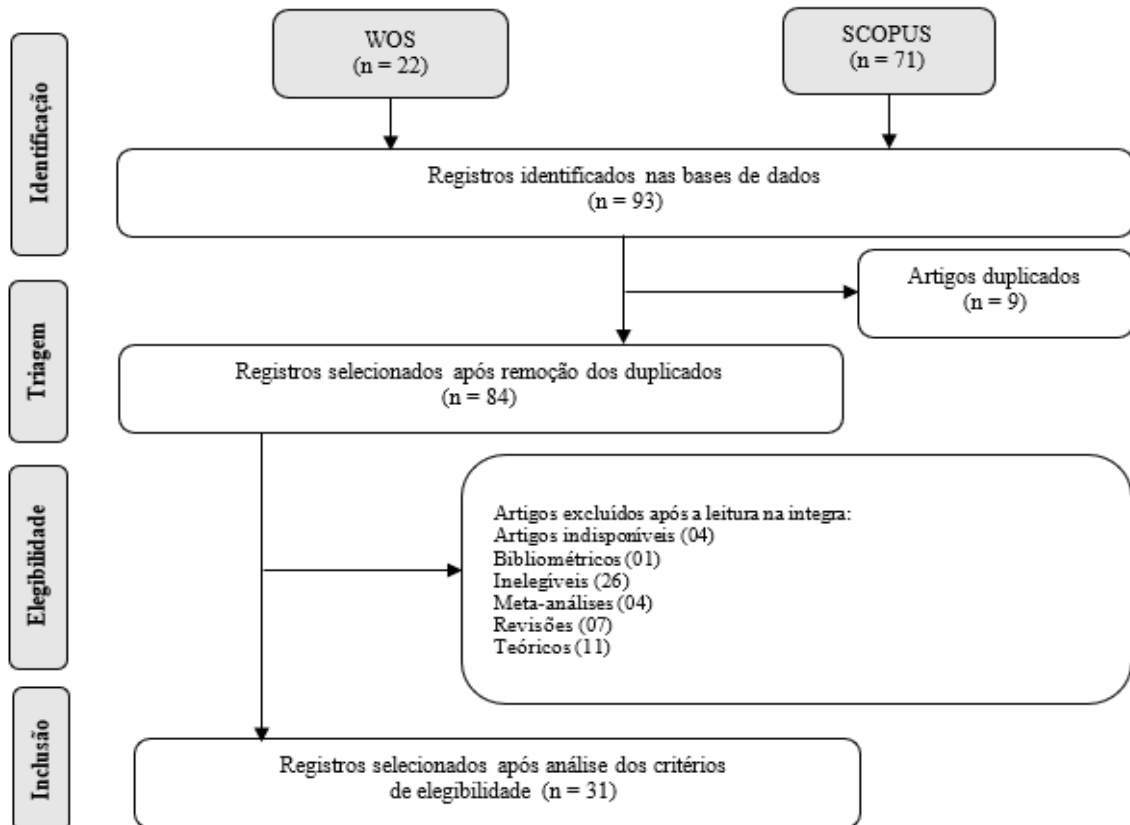 WOS
(n = 22)
SCOPUS
(n = 71)
Identificação
Registros identificados nas bases de dados
(n = 93)
Artigos duplicados
(n = 9)
Triagem
Registros selecionados após remoção dos duplicados
(n = 84)
Elegibilidade
Artigos excluídos após a leitura na integra:
Artigos indisponíveis (04)
Bibliométricos (01)
Inelegíveis (26)
Meta-análises (04)
Revisões (07)
Teóricos (11)
Inclusão
Registros selecionados após análise dos critérios
de elegibilidade (n = 31)